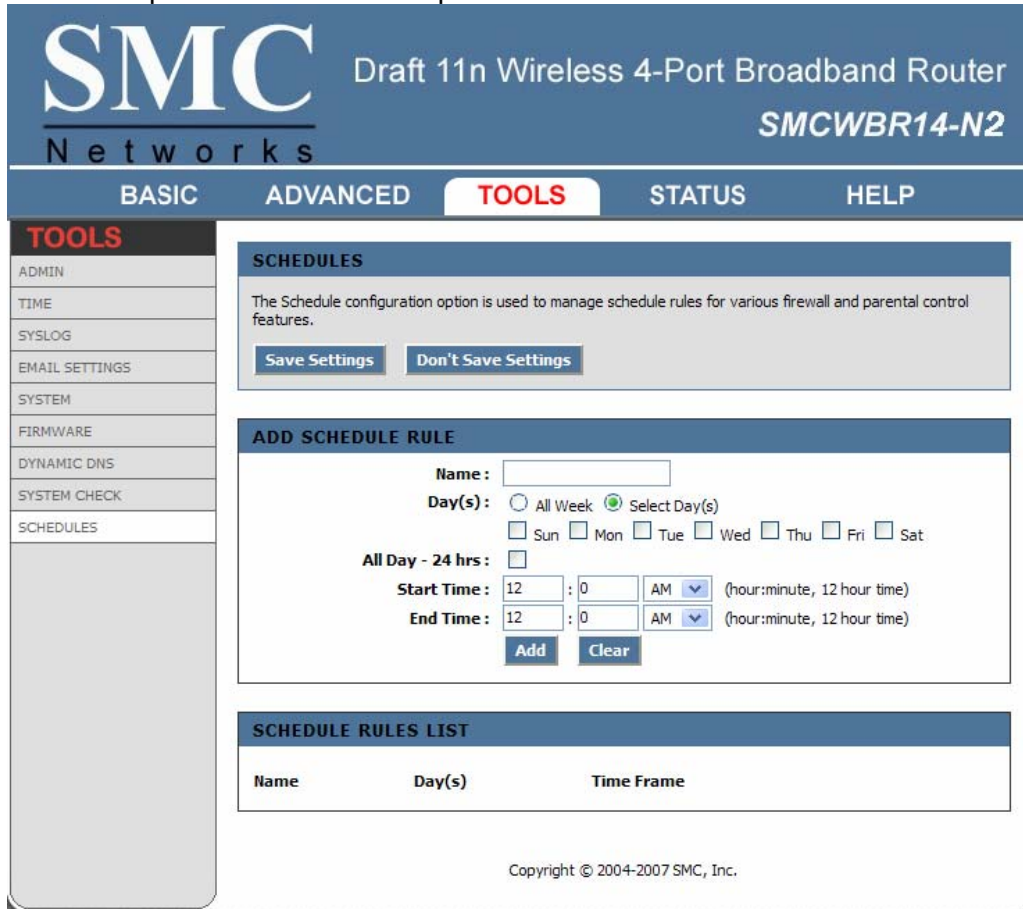 SMC
Networks
Draft 11n Wireless 4-Port Broadband Router
SMCWBR14-N2
BASIC ADVANCED TOOLS STATUS HELP
TOOLS
ADMIN
TIME
SYSLOG
EMAIL SETTINGS
SYSTEM
FIRMWARE
DYNAMIC DNS
SYSTEM CHECK
SCHEDULES
SCHEDULES
The Schedule configuration option is used to manage schedule rules for various firewall and parental control
features.
Save Settings Don't Save Settings
ADD SCHEDULE RULE
Name :
Day(s) : All Week Select Day(s)
Sun Mon Tue Wed Thu Fri Sat
All Day - 24 hrs :
Start Time : 12 : 0 AM (hour:minute, 12 hour time)
End Time : 12 : 0 AM (hour:minute, 12 hour time)
Add Clear
SCHEDULE RULES LIST
Name Day(s) Time Frame
Copyright © 2004-2007 SMC, Inc.